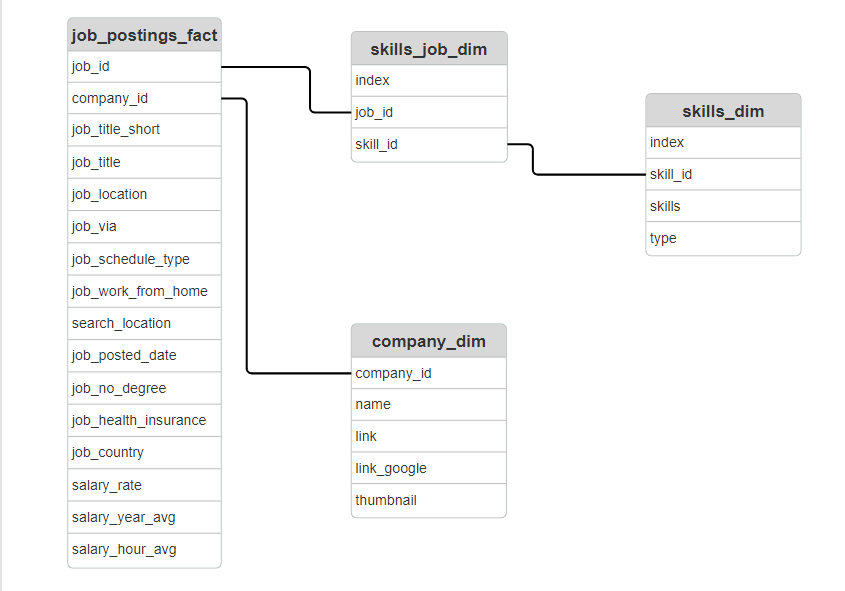 job_postings_fact
job_id
company_id
job_title_short
job_title
job_location
job_via
job_schedule_type
job_work_from_home
search_location
job_posted_date
job_no_degree
job_health_insurance
job_country
salary_rate
salary_year_avg
salary_hour_avg
skills_job_dim
index
job_id
skill_id
skills_dim
index
skill_id
skills
type
company_dim
company_id
name
link
link_google
thumbnail